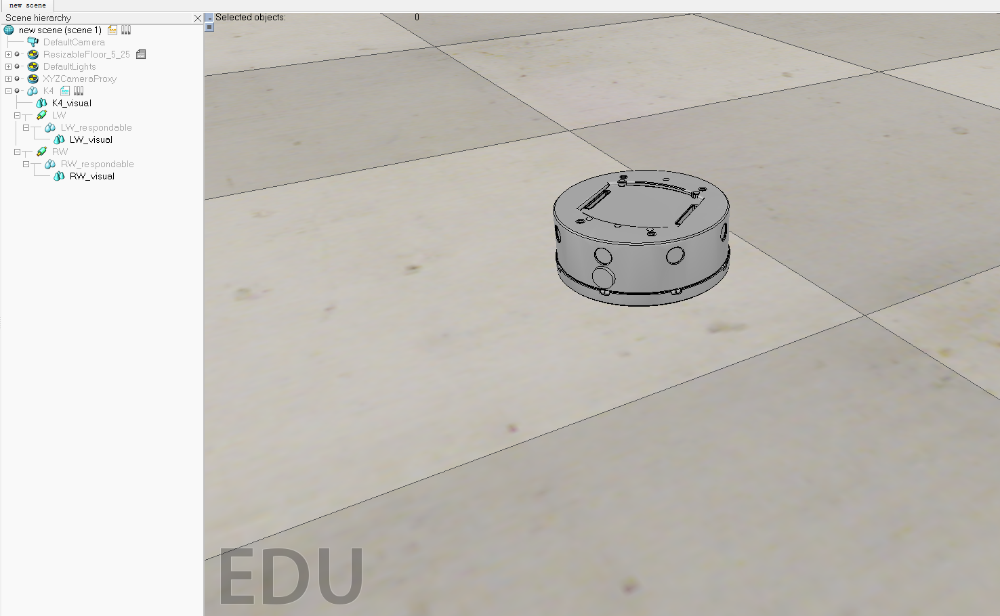 new scene
Scene hierarchy
Selected objects: 0
new scene (scene 1)
DefaultCamera
ResizableFloor_5_25
DefaultLights
XYZCameraProxy
K4
K4_visual
LW
LW_respondable
LW_visual
RW
RW_respondable
RW_visual
EDU